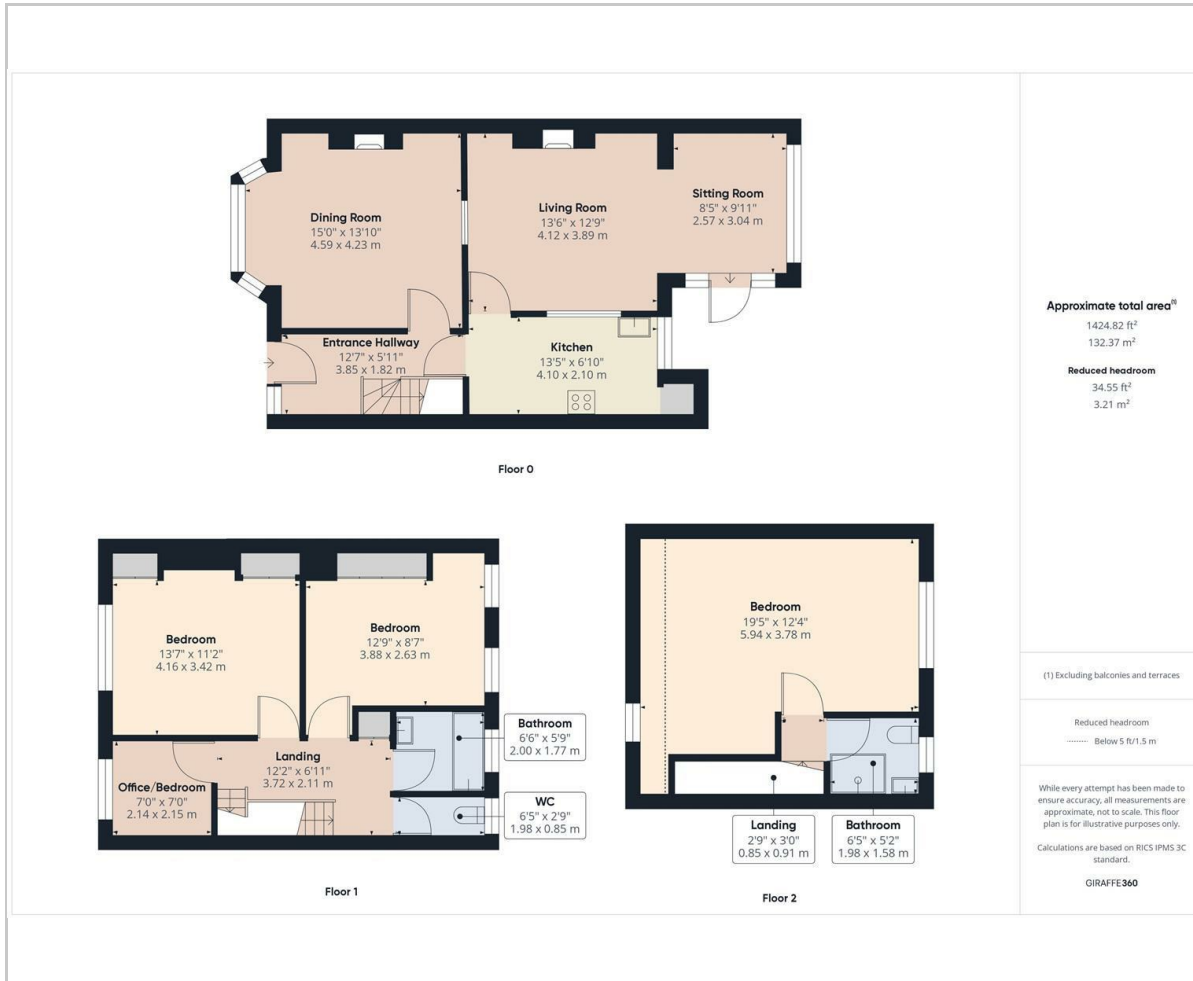 Dining Room
15'0" x 13'10"
4.59 x 4.23 m
Living Room
13'6" x 12'9"
4.12 x 3.89 m
Sitting Room
8'5" x 9'11"
2.57 x 3.04 m
Entrance Hallway
12'7" x 5'11"
3.85 x 1.82 m
Kitchen
13'5" x 6'10"
4.10 x 2.10 m
Floor 0
Bedroom
13'7" x 11'2"
4.16 x 3.42 m
Bedroom
12'9" x 8'7"
3.88 x 2.63 m
Bathroom
6'6" x 5'9"
2.00 x 1.77 m
Landing
12'2" x 6'11"
3.72 x 2.11 m
Office/Bedroom
7'0" x 7'0"
2.14 x 2.15 m
WC
6'5" x 2'9"
1.98 x 0.85 m
Floor 1
Bedroom
19'5" x 12'4"
5.94 x 3.78 m
Landing
2'9" x 3'0"
0.85 x 0.91 m
Bathroom
6'5" x 5'2"
1.98 x 1.58 m
Floor 2
Approximate total area(1)
1424.82 ft²
132.37 m²
Reduced headroom
34.55 ft²
3.21 m²
(1) Excluding balconies and terraces
Reduced headroom
Below 5 ft/1.5 m
While every attempt has been made to
ensure accuracy, all measurements are
approximate, not to scale. This floor
plan is for illustrative purposes only.
Calculations are based on RICS IPMS 3C
standard.
GIRAFFE360